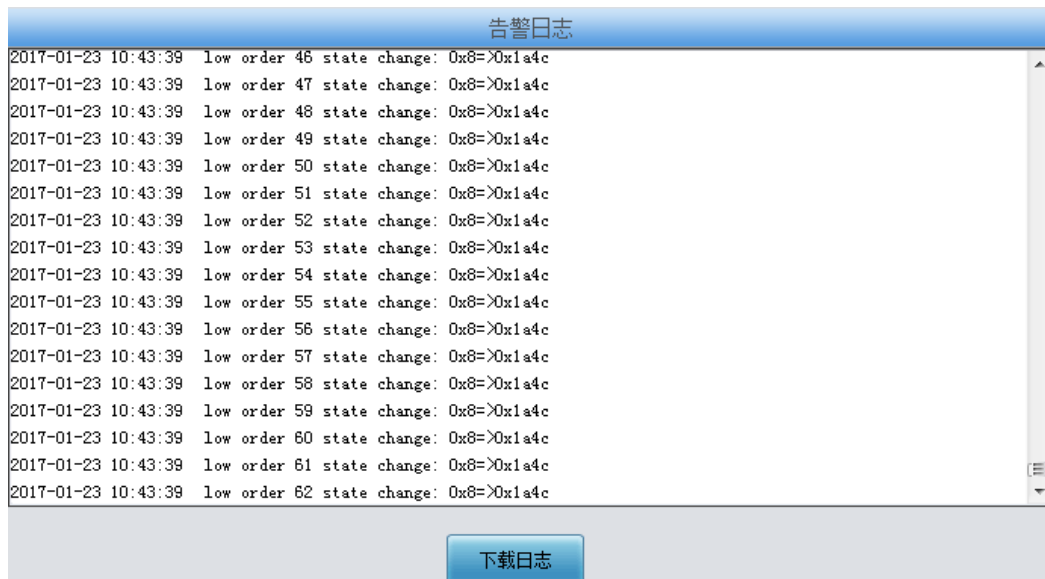 告警日志
2017-01-23 10:43:39 low order 46 state change: 0x8=>0x1a4c
2017-01-23 10:43:39 low order 47 state change: 0x8=>0x1a4c
2017-01-23 10:43:39 low order 48 state change: 0x8=>0x1a4c
2017-01-23 10:43:39 low order 49 state change: 0x8=>0x1a4c
2017-01-23 10:43:39 low order 50 state change: 0x8=>0x1a4c
2017-01-23 10:43:39 low order 51 state change: 0x8=>0x1a4c
2017-01-23 10:43:39 low order 52 state change: 0x8=>0x1a4c
2017-01-23 10:43:39 low order 53 state change: 0x8=>0x1a4c
2017-01-23 10:43:39 low order 54 state change: 0x8=>0x1a4c
2017-01-23 10:43:39 low order 55 state change: 0x8=>0x1a4c
2017-01-23 10:43:39 low order 56 state change: 0x8=>0x1a4c
2017-01-23 10:43:39 low order 57 state change: 0x8=>0x1a4c
2017-01-23 10:43:39 low order 58 state change: 0x8=>0x1a4c
2017-01-23 10:43:39 low order 59 state change: 0x8=>0x1a4c
2017-01-23 10:43:39 low order 60 state change: 0x8=>0x1a4c
2017-01-23 10:43:39 low order 61 state change: 0x8=>0x1a4c
2017-01-23 10:43:39 low order 62 state change: 0x8=>0x1a4c
下载日志